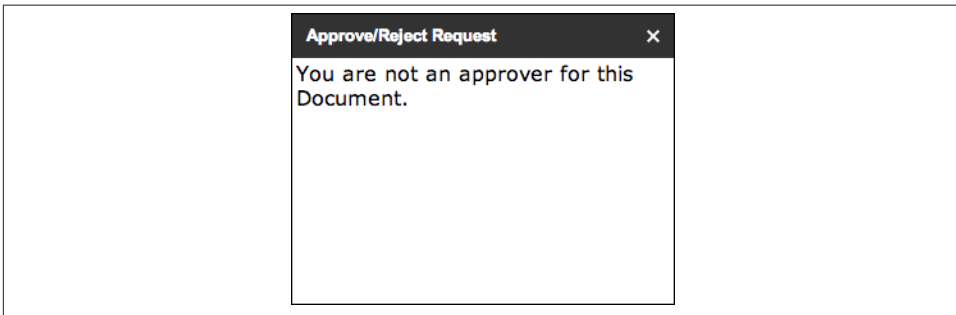 Approve/Reject Request ×
You are not an approver for this
Document.